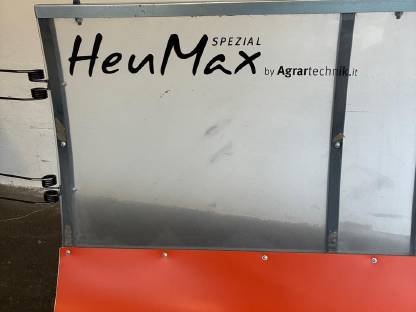 SPEZIAL
HeuMax
by Agrartechnik.it